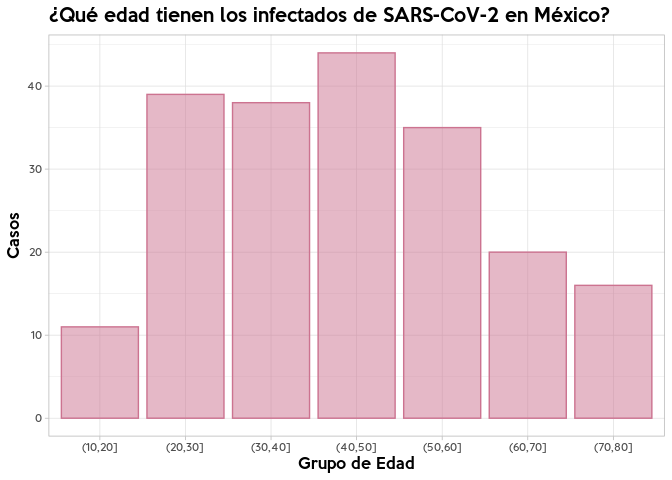 ¿Qué edad tienen los infectados de SARS-CoV-2 en México?
Casos
40
30
20
10
0
(10,20] (20,30] (30,40] (40,50] (50,60] (60,70] (70,80]
Grupo de Edad